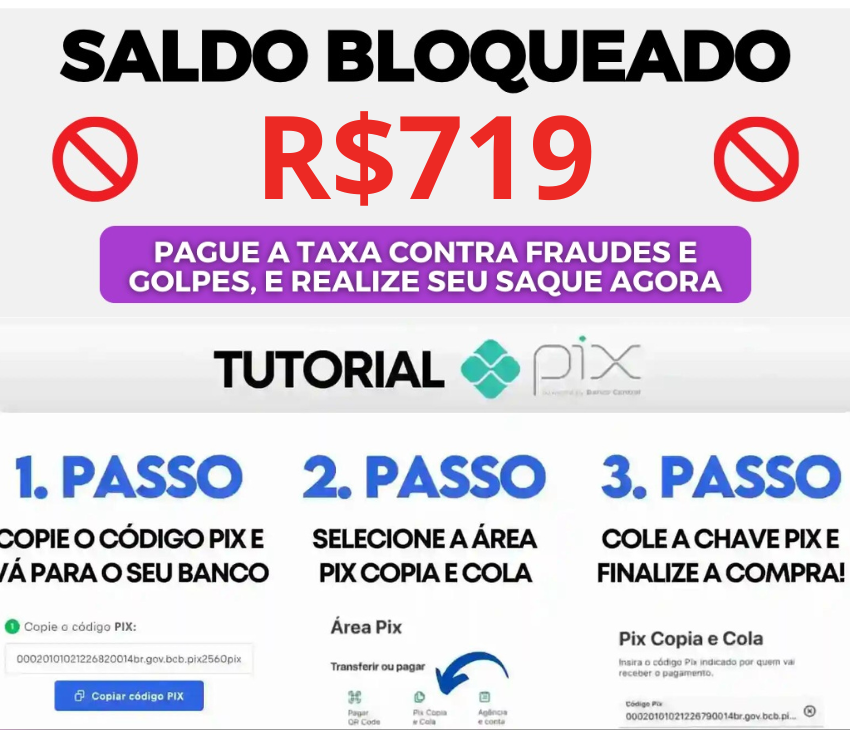 SALDO BLOQUEADO
R$719
PAGUE A TAXA CONTRA FRAUDES E
GOLPES, E REALIZE SEU SAQUE AGORA
TUTORIAL pix
Banco Central
1. PASSO
COPIE O CÓDIGO PIX E
VÁ PARA O SEU BANCO
1 Copie o código PIX:
00020101021226820014br.gov.bcb.pix2560pix
Copiar código PIX
2. PASSO
SELECIONE A ÁREA
PIX COPIA E COLA
Área Pix
Transferir ou pagar
Pagar
QR Code
Pix Copia
e Cola
Agência
e conta
3. PASSO
COLE A CHAVE PIX E
FINALIZE A COMPRA!
Pix Copia e Cola
Insira o código Pix indicado por quem vai
receber o pagamento.
Código Pix
00020101021226790014br.gov.bcb.pi...